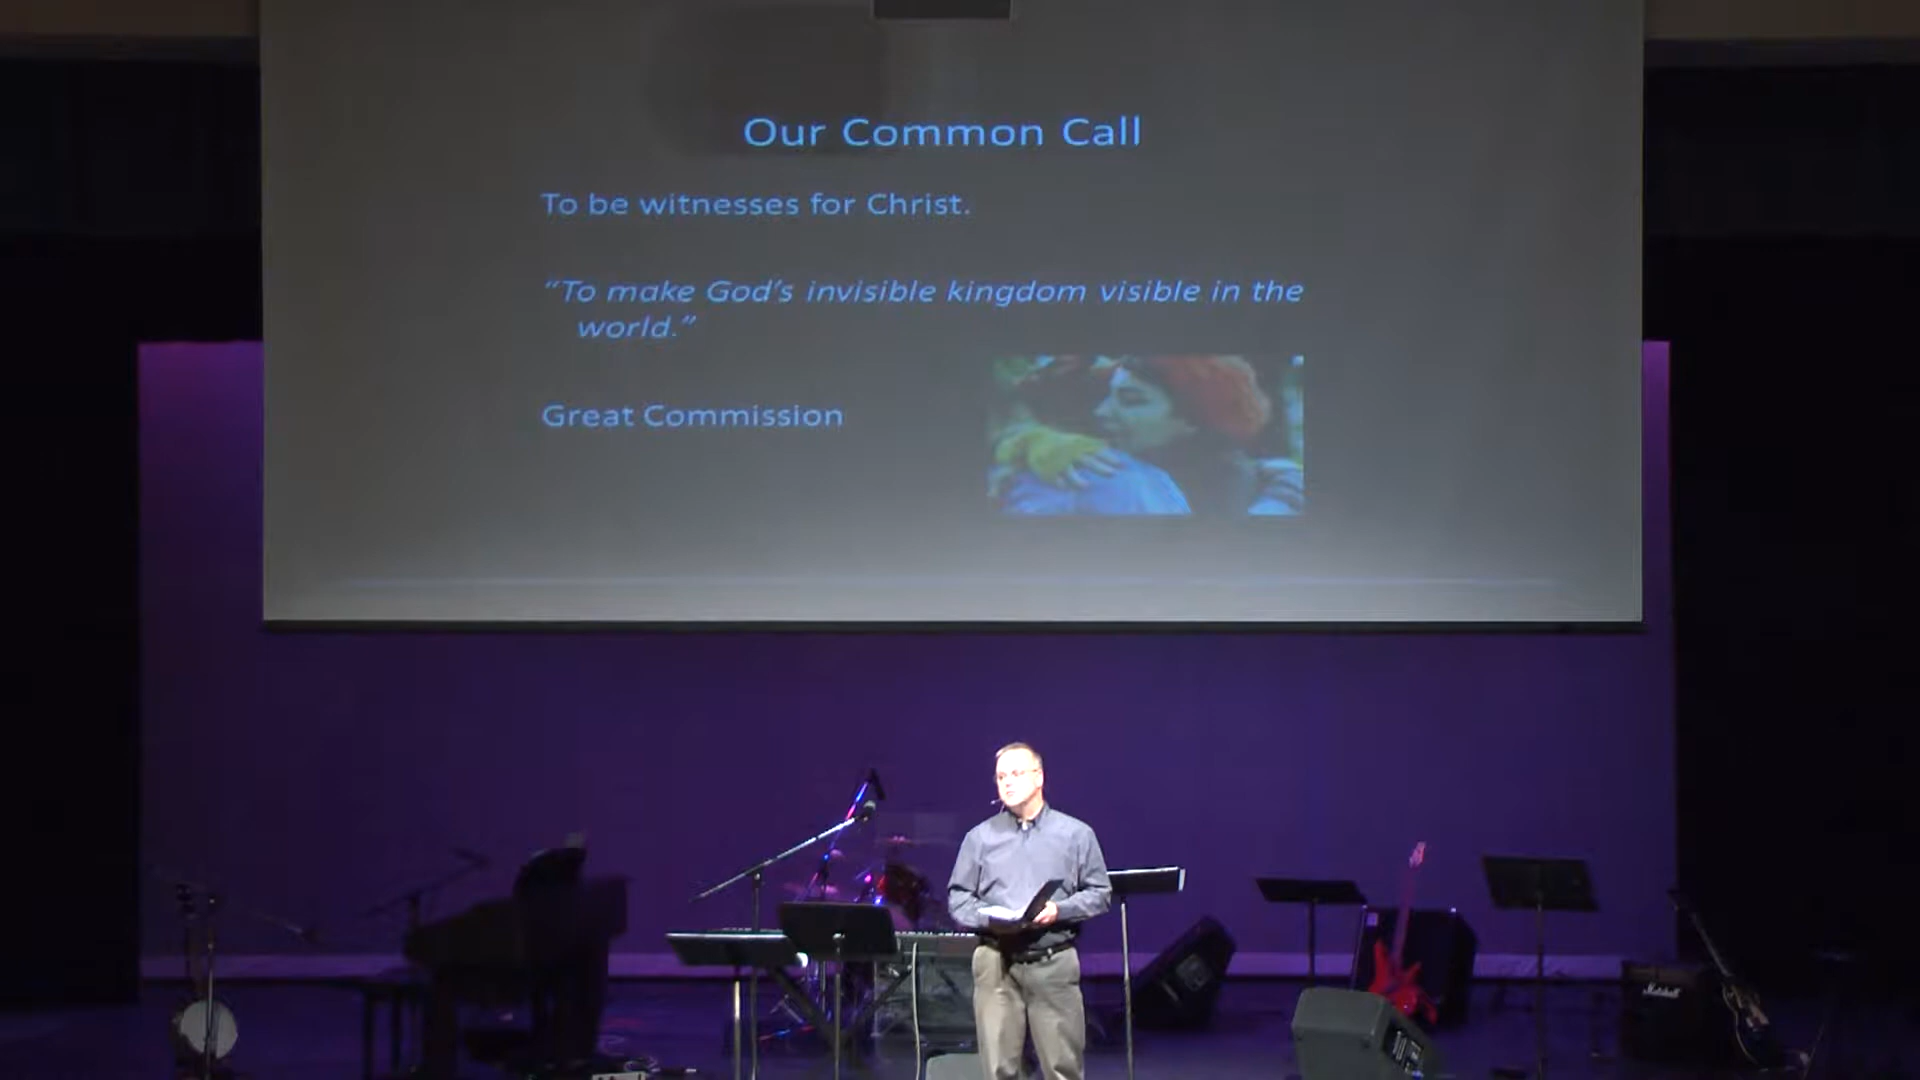 Our Common Call
To be witnesses for Christ.
“To make God’s invisible kingdom visible in the
world.”
Great Commission
Marshall